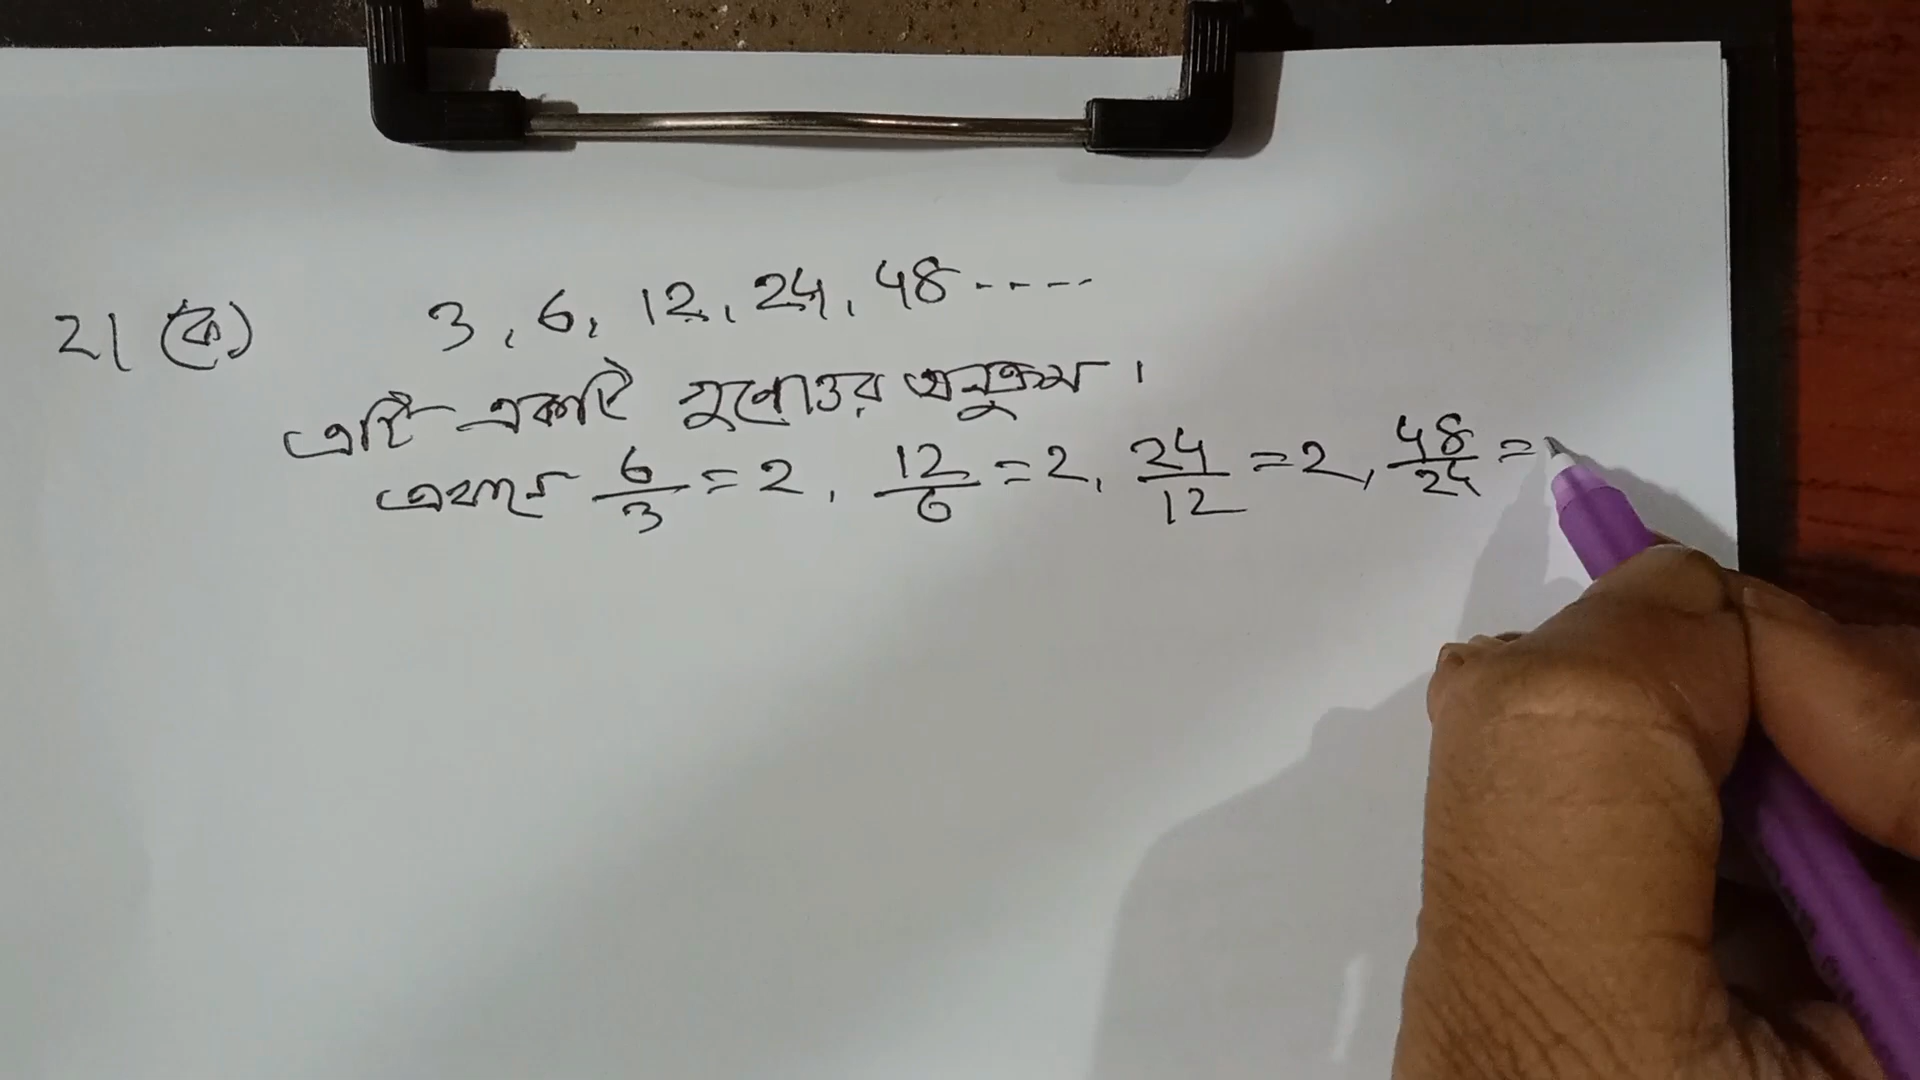 2। (ক) 3, 6, 12, 24, 48 .....
এটি একটি গুণোত্তর অনুক্রম।
এখানে 6/3 = 2, 12/6 = 2, 24/12 = 2, 48/24 =